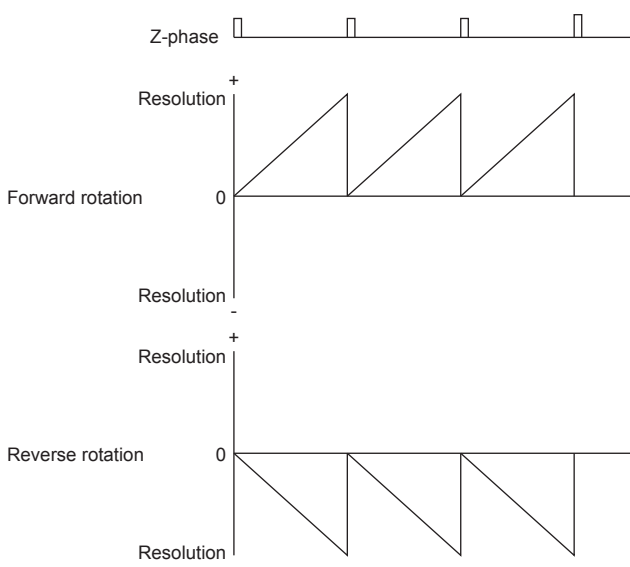 Z-phase
+
Resolution
Forward rotation 0
Resolution
-
+
Resolution
Reverse rotation 0
Resolution